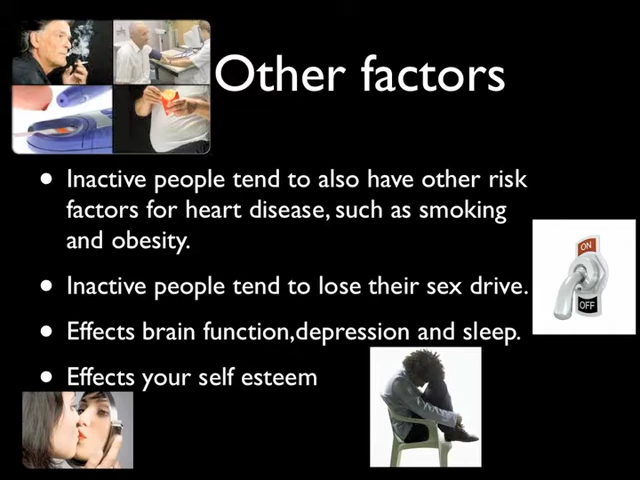 Other factors
• Inactive people tend to also have other risk
factors for heart disease, such as smoking
and obesity.
• Inactive people tend to lose their sex drive.
• Effects brain function,depression and sleep.
• Effects your self esteem
ON
OFF